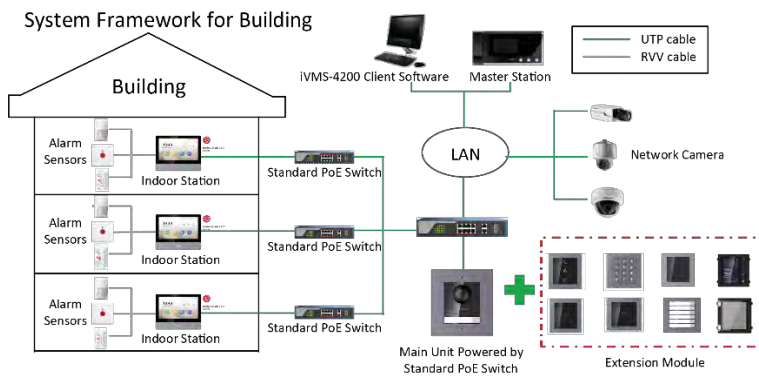 System Framework for Building
UTP cable
RVV cable
iVMS-4200 Client Software
Master Station
Building
Alarm
Sensors
Indoor Station
Standard PoE Switch
LAN
Network Camera
Alarm
Sensors
Indoor Station
Standard PoE Switch
Alarm
Sensors
Indoor Station
Standard PoE Switch
Main Unit Powered by
Standard PoE Switch
Extension Module